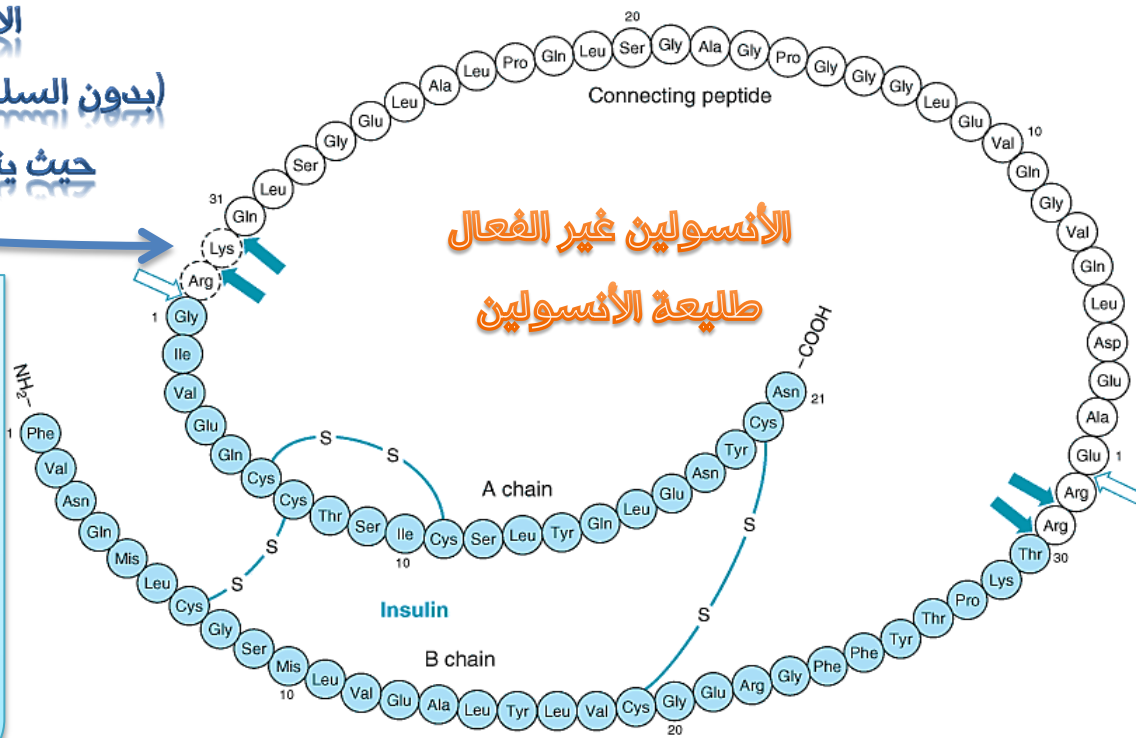 (بدون
حيث
Connecting peptide
Lys
31 Gln Leu Ser Gly Glu Leu Ala Leu Pro Gln Leu 20 Ser Gly Ala Gly Pro Gly Gly Gly Leu Glu 10 Val Gln Gly Val Gln Leu Asp Glu Ala Glu 1
Arg
Arg
Arg
الأنسولين غير الفعال
طليعة الأنسولين
1 Gly Ile Val Glu Gln Cys Cys Thr Ser Ile 10 Cys Ser Leu Tyr Gln Leu Glu Asn Tyr Cys Asn 21
–COOH
S
S
A chain
S
S
S
S
Insulin
B chain
NH₂–
1 Phe Val Asn Gln Mis Leu Cys Gly Ser Mis 10 Leu Val Glu Ala Leu Tyr Leu Val Cys Gly 20 Glu Arg Gly Phe Phe Tyr Thr Pro Lys Thr 30